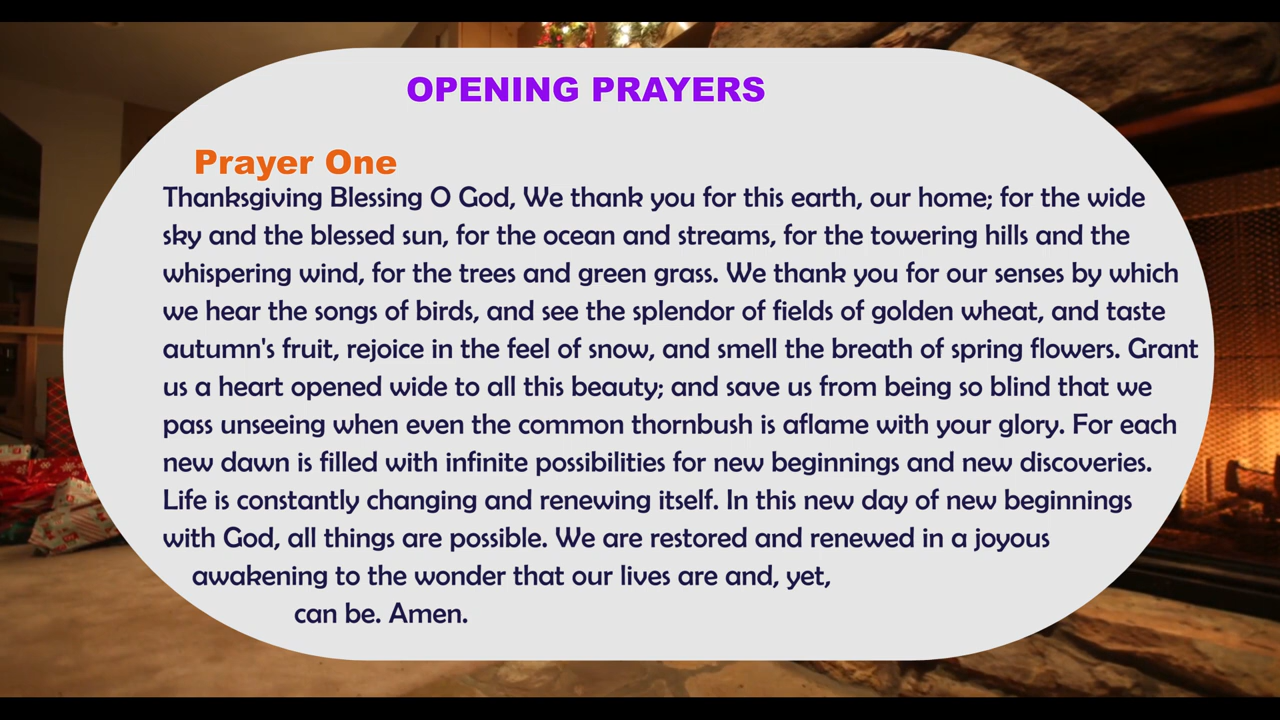 OPENING PRAYERS
Prayer One
Thanksgiving Blessing O God, We thank you for this earth, our home; for the wide
sky and the blessed sun, for the ocean and streams, for the towering hills and the
whispering wind, for the trees and green grass. We thank you for our senses by which
we hear the songs of birds, and see the splendor of fields of golden wheat, and taste
autumn's fruit, rejoice in the feel of snow, and smell the breath of spring flowers. Grant
us a heart opened wide to all this beauty; and save us from being so blind that we
pass unseeing when even the common thornbush is aflame with your glory. For each
new dawn is filled with infinite possibilities for new beginnings and new discoveries.
Life is constantly changing and renewing itself. In this new day of new beginnings
with God, all things are possible. We are restored and renewed in a joyous
awakening to the wonder that our lives are and, yet,
can be. Amen.